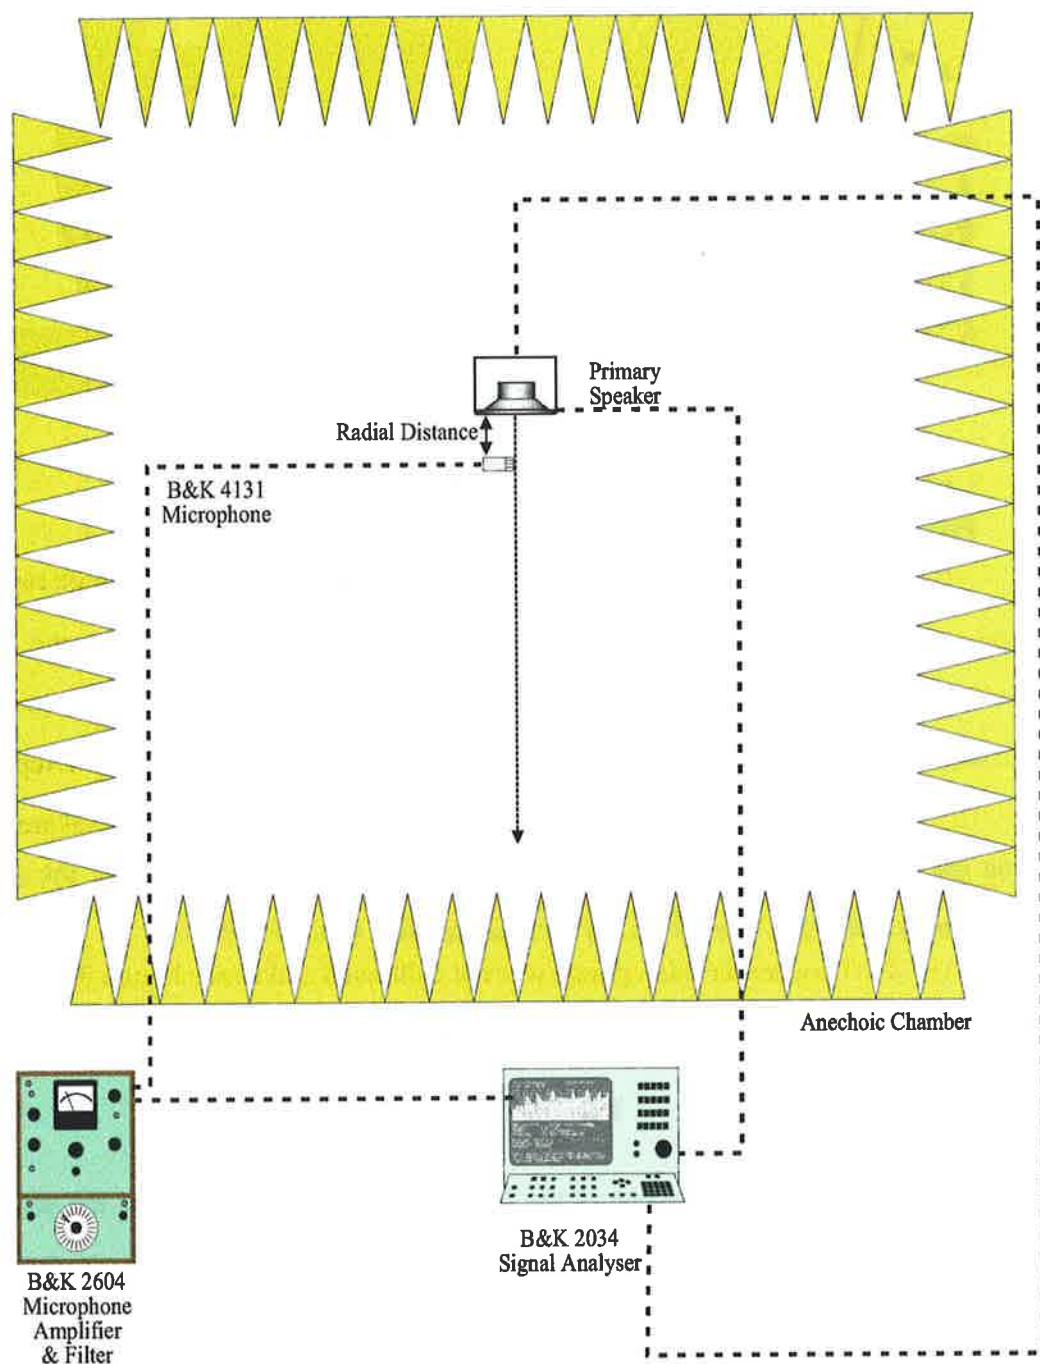 Primary
Speaker
Radial Distance
B&K 4131
Microphone
Anechoic Chamber
B&K 2034
Signal Analyser
B&K 2604
Microphone
Amplifier
& Filter